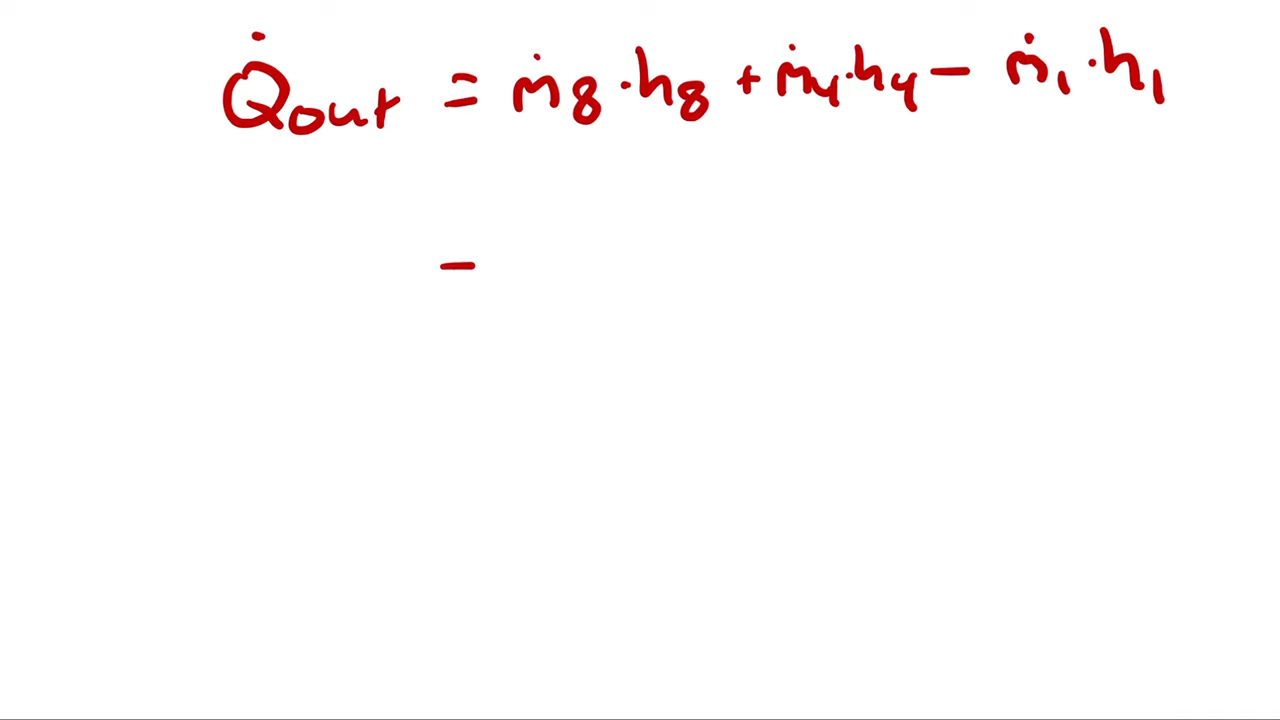 Q̇out = ṁ8·h8 + ṁ4·h4 − ṁ1·h1
−